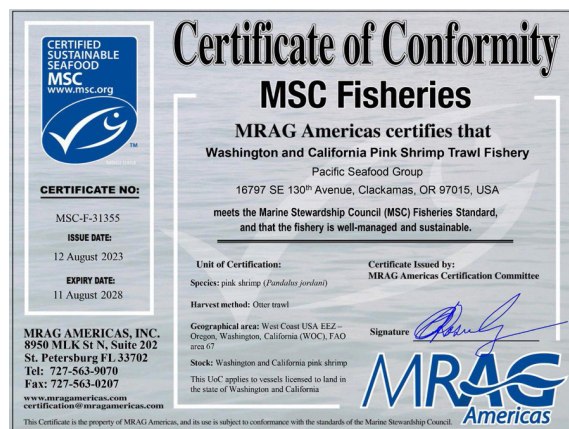 CERTIFIED
SUSTAINABLE
SEAFOOD
MSC
www.msc.org
TM
CERTIFICATE NO:
MSC-F-31355
ISSUE DATE:
12 August 2023
EXPIRY DATE:
11 August 2028
MRAG AMERICAS, INC.
8950 MLK St N, Suite 202
St. Petersburg FL 33702
Tel: 727-563-9070
Fax: 727-563-0207
www.mragamericas.com
certification@mragamericas.com
Certificate of Conformity
MSC Fisheries
MRAG Americas certifies that
Washington and California Pink Shrimp Trawl Fishery
Pacific Seafood Group
16797 SE 130th Avenue, Clackamas, OR 97015, USA
meets the Marine Stewardship Council (MSC) Fisheries Standard,
and that the fishery is well-managed and sustainable.
Unit of Certification:
Species: pink shrimp (Pandalus jordani)
Harvest method: Otter trawl
Geographical area: West Coast USA EEZ –
Oregon, Washington, California (WOC), FAO
area 67
Stock: Washington and California pink shrimp
This UoC applies to vessels licensed to land in
the state of Washington and California
Certificate Issued by:
MRAG Americas Certification Committee
Signature
MRAG
Americas
This Certificate is the property of MRAG Americas, and its use is subject to conformance with the standards of the Marine Stewardship Council.